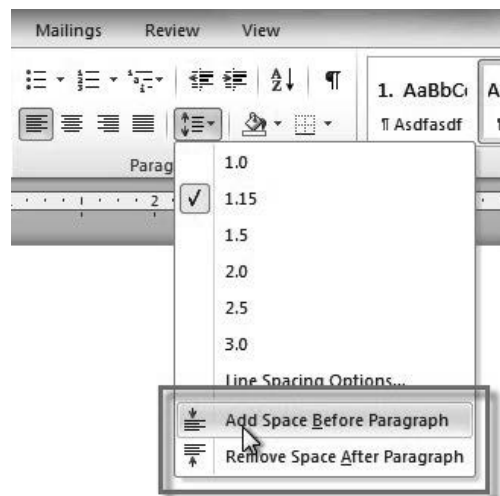 Mailings Review View
1. AaBbCc A
¶ Asdfasdf
Parag
2
1.0
1.15
1.5
2.0
2.5
3.0
Line Spacing Options...
Add Space Before Paragraph
Remove Space After Paragraph